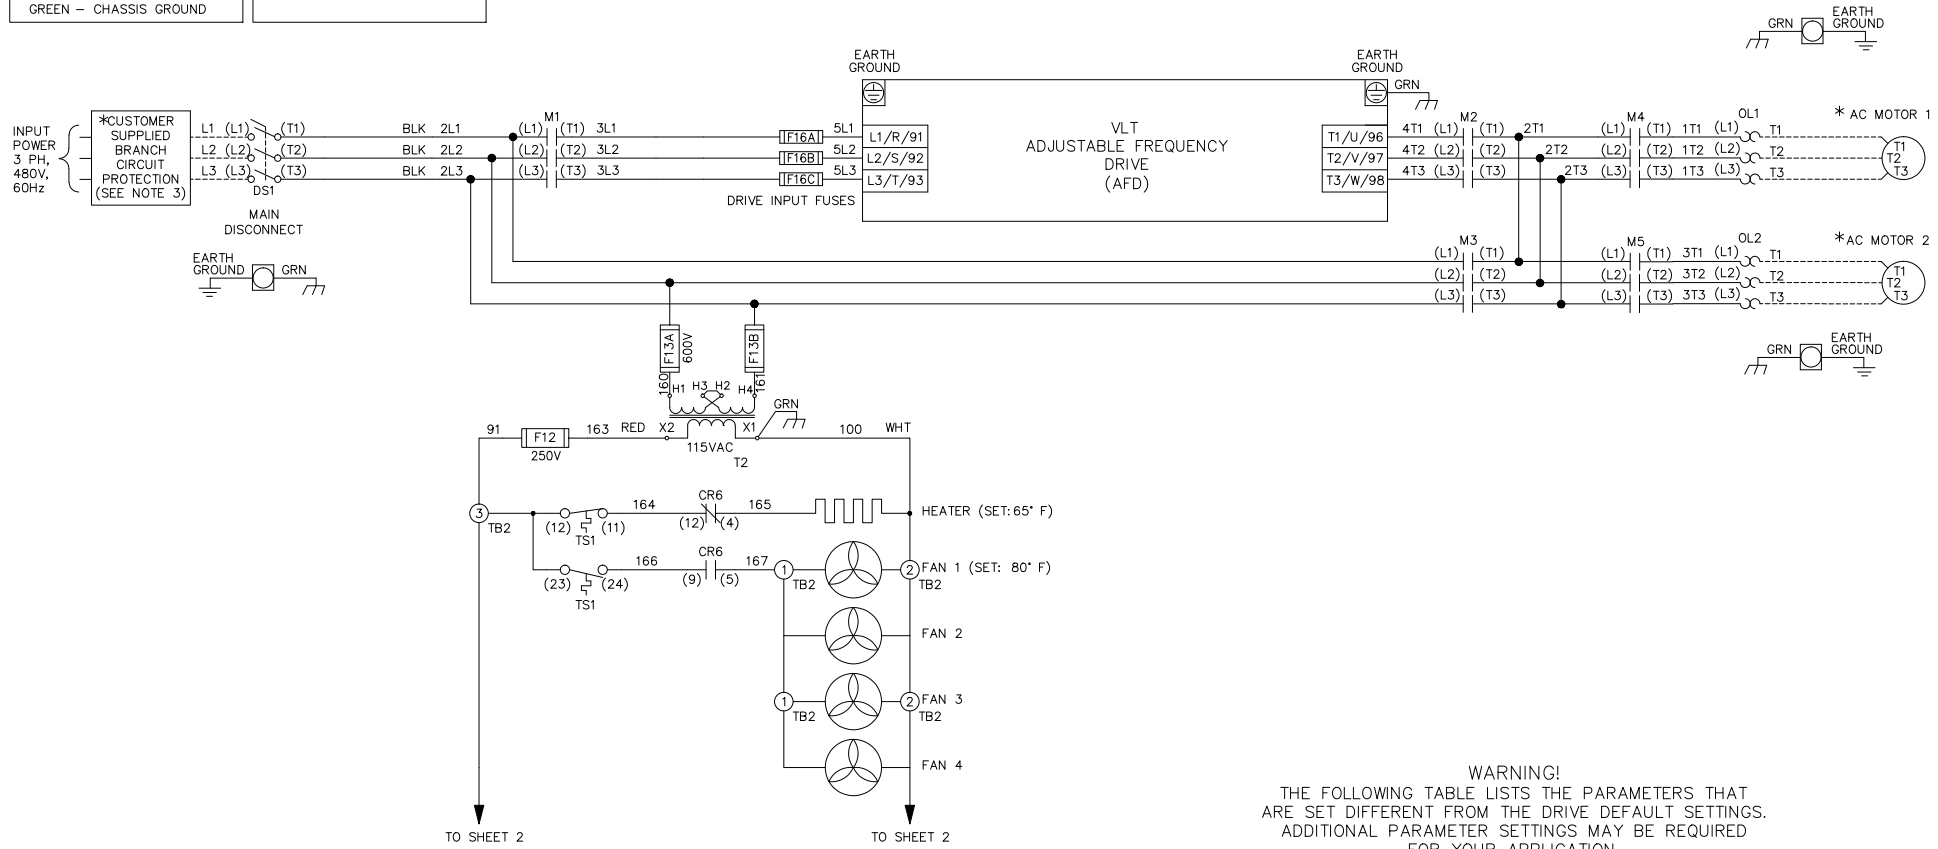 GREEN – CHASSIS GROUND
EARTH
GRN GROUND
EARTH
GROUND
EARTH
GROUND
GRN
INPUT
POWER
3 PH,
480V,
60Hz
*CUSTOMER
SUPPLIED
BRANCH
CIRCUIT
PROTECTION
(SEE NOTE 3)
L1 (L1) (T1) BLK 2L1 (L1) M1 (T1) 3L1 F16A 5L1 L1/R/91
L2 (L2) (T2) BLK 2L2 (L2) (T2) 3L2 F16B 5L2 L2/S/92
L3 (L3) (T3) BLK 2L3 (L3) (T3) 3L3 F16C 5L3 L3/T/93
DS1
MAIN
DISCONNECT
DRIVE INPUT FUSES
VLT
ADJUSTABLE FREQUENCY
DRIVE
(AFD)
M2 M4 OL1 * AC MOTOR 1
T1/U/96 4T1 (L1) (T1) 2T1 (L1) (T1) 1T1 (L1) T1
T2/V/97 4T2 (L2) (T2) 2T2 (L2) (T2) 1T2 (L2) T2
T3/W/98 4T3 (L3) (T3) 2T3 (L3) (T3) 1T3 (L3) T3
T1
T2
T3
EARTH
GROUND GRN
M3 M5 OL2 *AC MOTOR 2
(L1) (T1) (L1) (T1) 3T1 (L1) T1
(L2) (T2) (L2) (T2) 3T2 (L2) T2
(L3) (T3) (L3) (T3) 3T3 (L3) T3
T1
T2
T3
EARTH
GRN GROUND
F13A 600V F13B
160 H1 H3 H2 H4 161
GRN
91 F12 163 RED X2 X1 100 WHT
250V 115VAC
T2
3 TB2 (12) TS1 (11) 164 CR6 (12) (4) 165 HEATER (SET: 65° F)
(23) TS1 (24) 166 CR6 (9) (5) 167 1 TB2 2 TB2 FAN 1 (SET: 80° F)
FAN 2
1 TB2 2 TB2 FAN 3
FAN 4
TO SHEET 2 TO SHEET 2
WARNING!
THE FOLLOWING TABLE LISTS THE PARAMETERS THAT
ARE SET DIFFERENT FROM THE DRIVE DEFAULT SETTINGS.
ADDITIONAL PARAMETER SETTINGS MAY BE REQUIRED
FOR YOUR APPLICATION